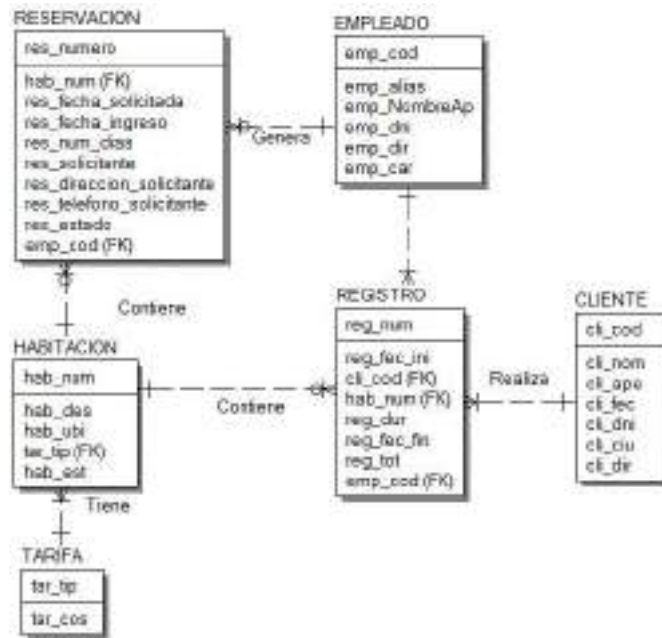 RESERVACION
res_numero
hab_num (FK)
res_fecha_solicitada
res_fecha_ingreso
res_num_dias
res_solicitante
res_direccion_solicitante
res_telefono_solicitante
res_estado
emp_cod (FK)
Genera
EMPLEADO
emp_cod
emp_alias
emp_NombreAp
emp_dni
emp_dir
emp_car
Contiene
HABITACION
hab_num
hab_des
hab_ubi
tar_tip (FK)
hab_est
Contiene
REGISTRO
reg_num
reg_fec_ini
cli_cod (FK)
hab_num (FK)
reg_dur
reg_fec_fin
reg_tot
emp_cod (FK)
Realiza
CLIENTE
cli_cod
cli_nom
cli_ape
cli_fec
cli_dni
cli_ciu
cli_dir
Tiene
TARIFA
tar_tip
tar_cos